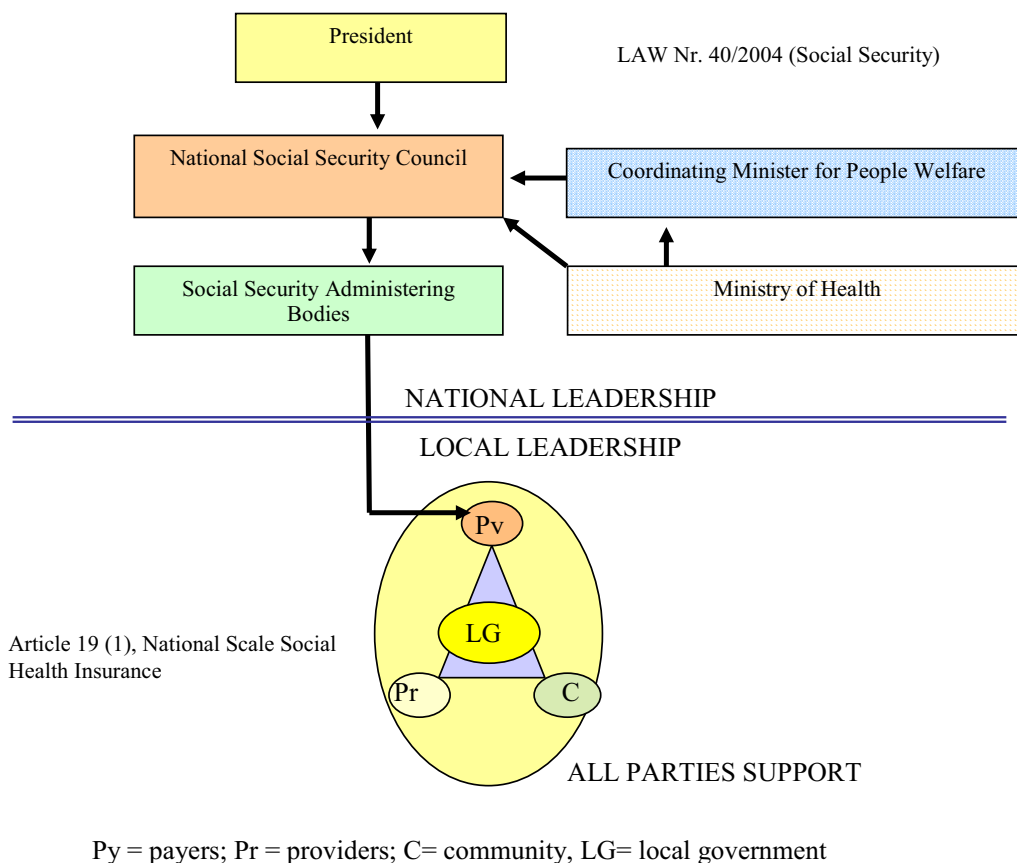 President
LAW Nr. 40/2004 (Social Security)
National Social Security Council
Coordinating Minister for People Welfare
Social Security Administering
Bodies
Ministry of Health
NATIONAL LEADERSHIP
LOCAL LEADERSHIP
Pv
LG
Article 19 (1), National Scale Social
Health Insurance
Pr
C
ALL PARTIES SUPPORT
Py = payers; Pr = providers; C= community, LG= local government